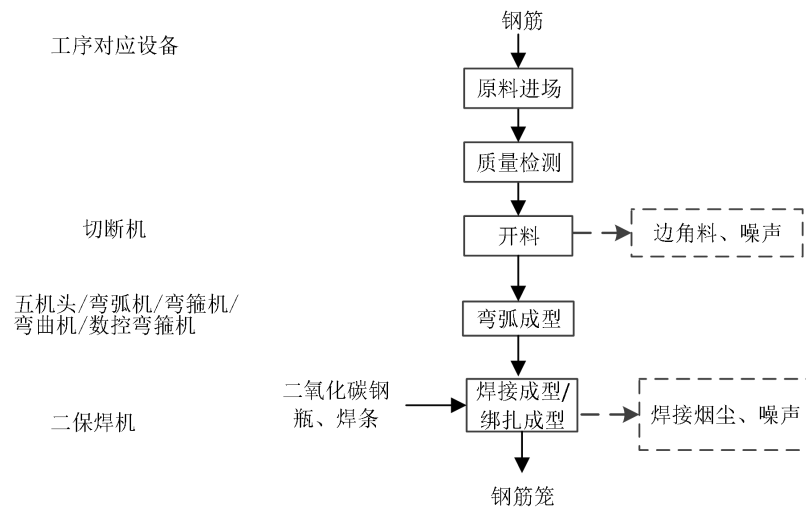 钢筋
工序对应设备
原料进场
质量检测
切断机
开料
边角料、噪声
五机头/弯弧机/弯箍机/
弯曲机/数控弯箍机
弯弧成型
二氧化碳钢
瓶、焊条
焊接成型/
绑扎成型
焊接烟尘、噪声
二保焊机
钢筋笼